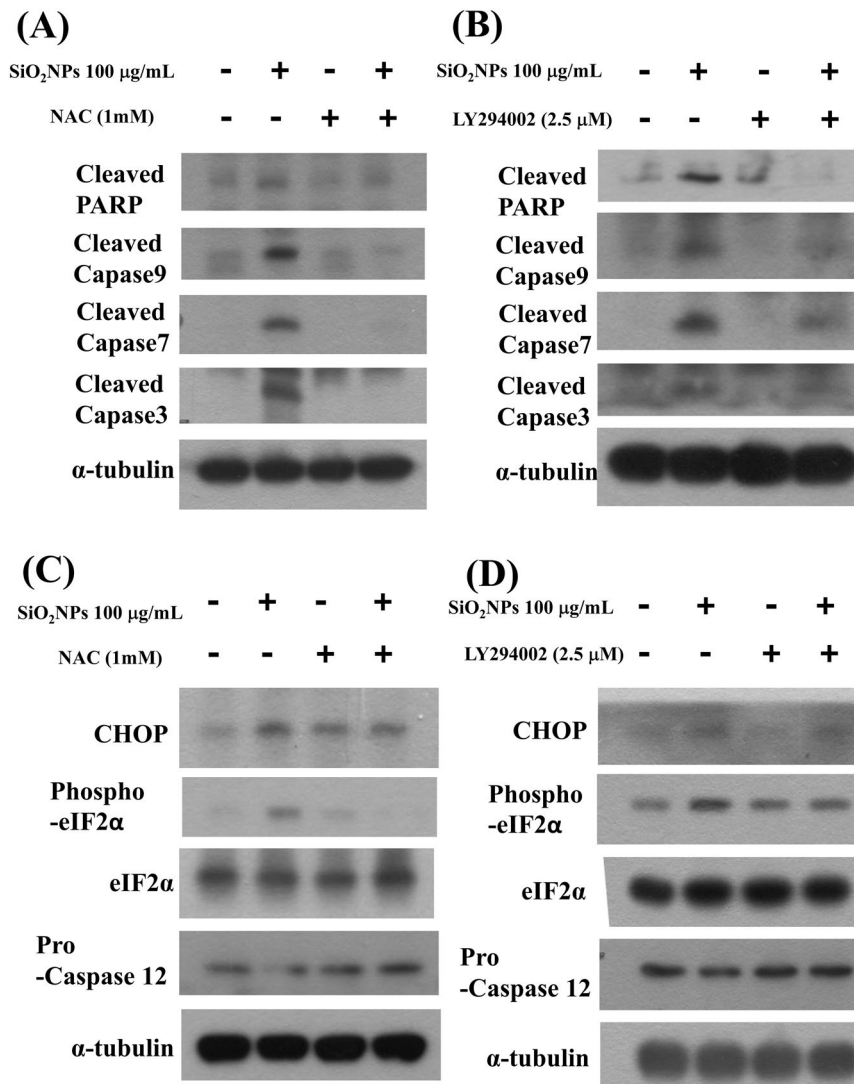 (A)
SiO₂NPs 100 µg/mL - + - +
NAC (1mM) - - + +
Cleaved
PARP
Cleaved
Capase9
Cleaved
Capase7
Cleaved
Capase3
α-tubulin
(B)
SiO₂NPs 100 µg/mL - + - +
LY294002 (2.5 µM) - - + +
Cleaved
PARP
Cleaved
Capase9
Cleaved
Capase7
Cleaved
Capase3
α-tubulin
(C)
SiO₂NPs 100 µg/mL - + - +
NAC (1mM) - - + +
CHOP
Phospho
-eIF2α
eIF2α
Pro
-Caspase 12
α-tubulin
(D)
SiO₂NPs 100 µg/mL - + - +
LY294002 (2.5 µM) - - + +
CHOP
Phospho
-eIF2α
eIF2α
Pro
-Caspase 12
α-tubulin